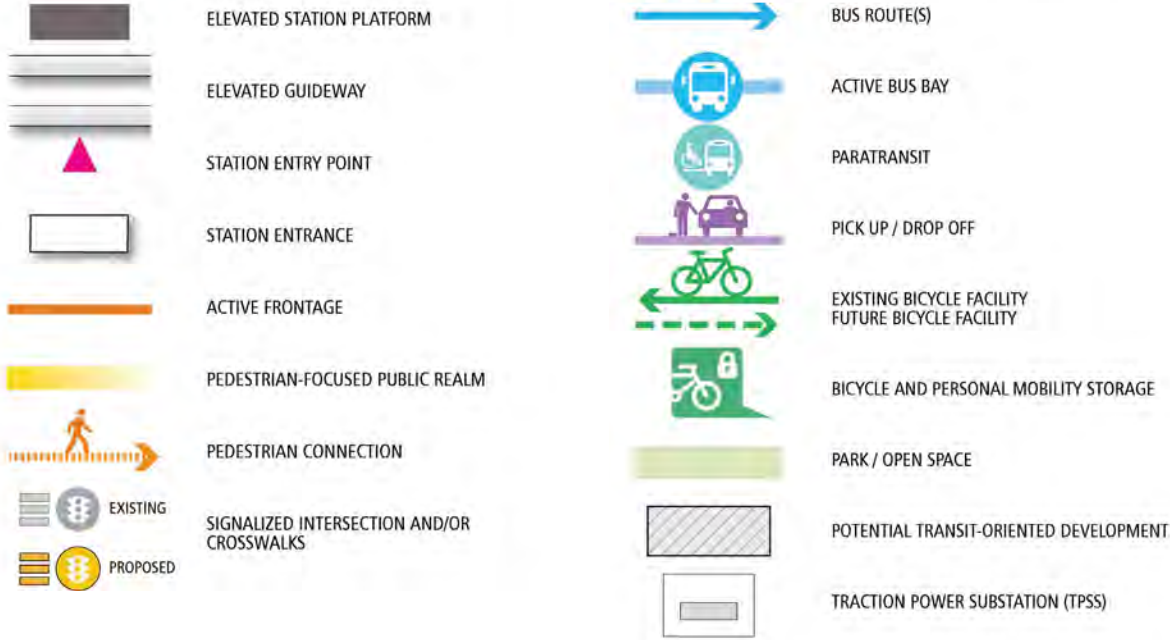 ELEVATED STATION PLATFORM
ELEVATED GUIDEWAY
STATION ENTRY POINT
STATION ENTRANCE
ACTIVE FRONTAGE
PEDESTRIAN-FOCUSED PUBLIC REALM
PEDESTRIAN CONNECTION
EXISTING
PROPOSED
SIGNALIZED INTERSECTION AND/OR
CROSSWALKS
BUS ROUTE(S)
ACTIVE BUS BAY
PARATRANSIT
PICK UP / DROP OFF
EXISTING BICYCLE FACILITY
FUTURE BICYCLE FACILITY
BICYCLE AND PERSONAL MOBILITY STORAGE
PARK / OPEN SPACE
POTENTIAL TRANSIT-ORIENTED DEVELOPMENT
TRACTION POWER SUBSTATION (TPSS)